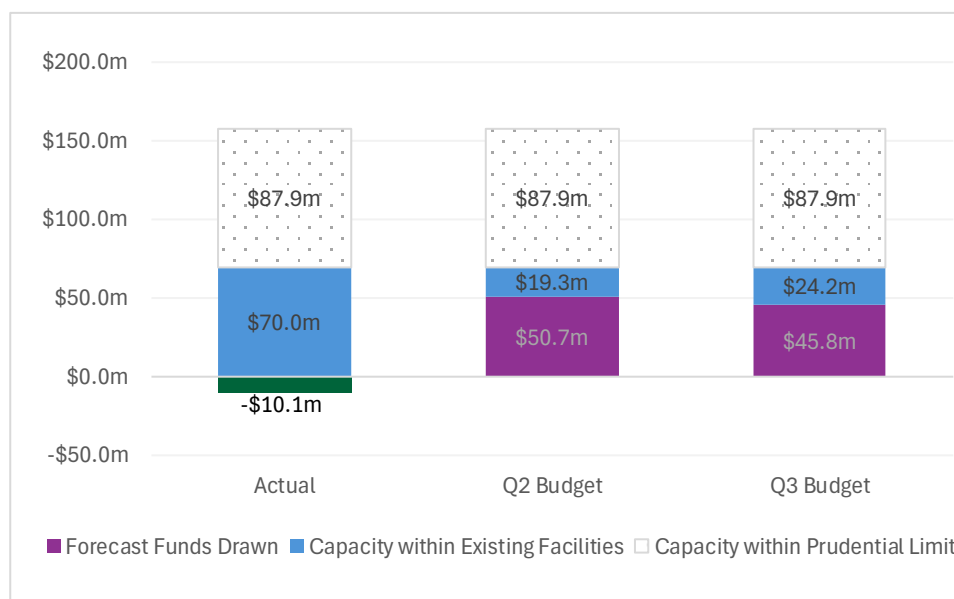 $200.0m
$150.0m
$100.0m
$50.0m
$0.0m
-$50.0m
$87.9m
$87.9m
$87.9m
$70.0m
$19.3m
$24.2m
$50.7m
$45.8m
-$10.1m
Actual
Q2 Budget
Q3 Budget
Forecast Funds Drawn
Capacity within Existing Facilities
Capacity within Prudential Limit